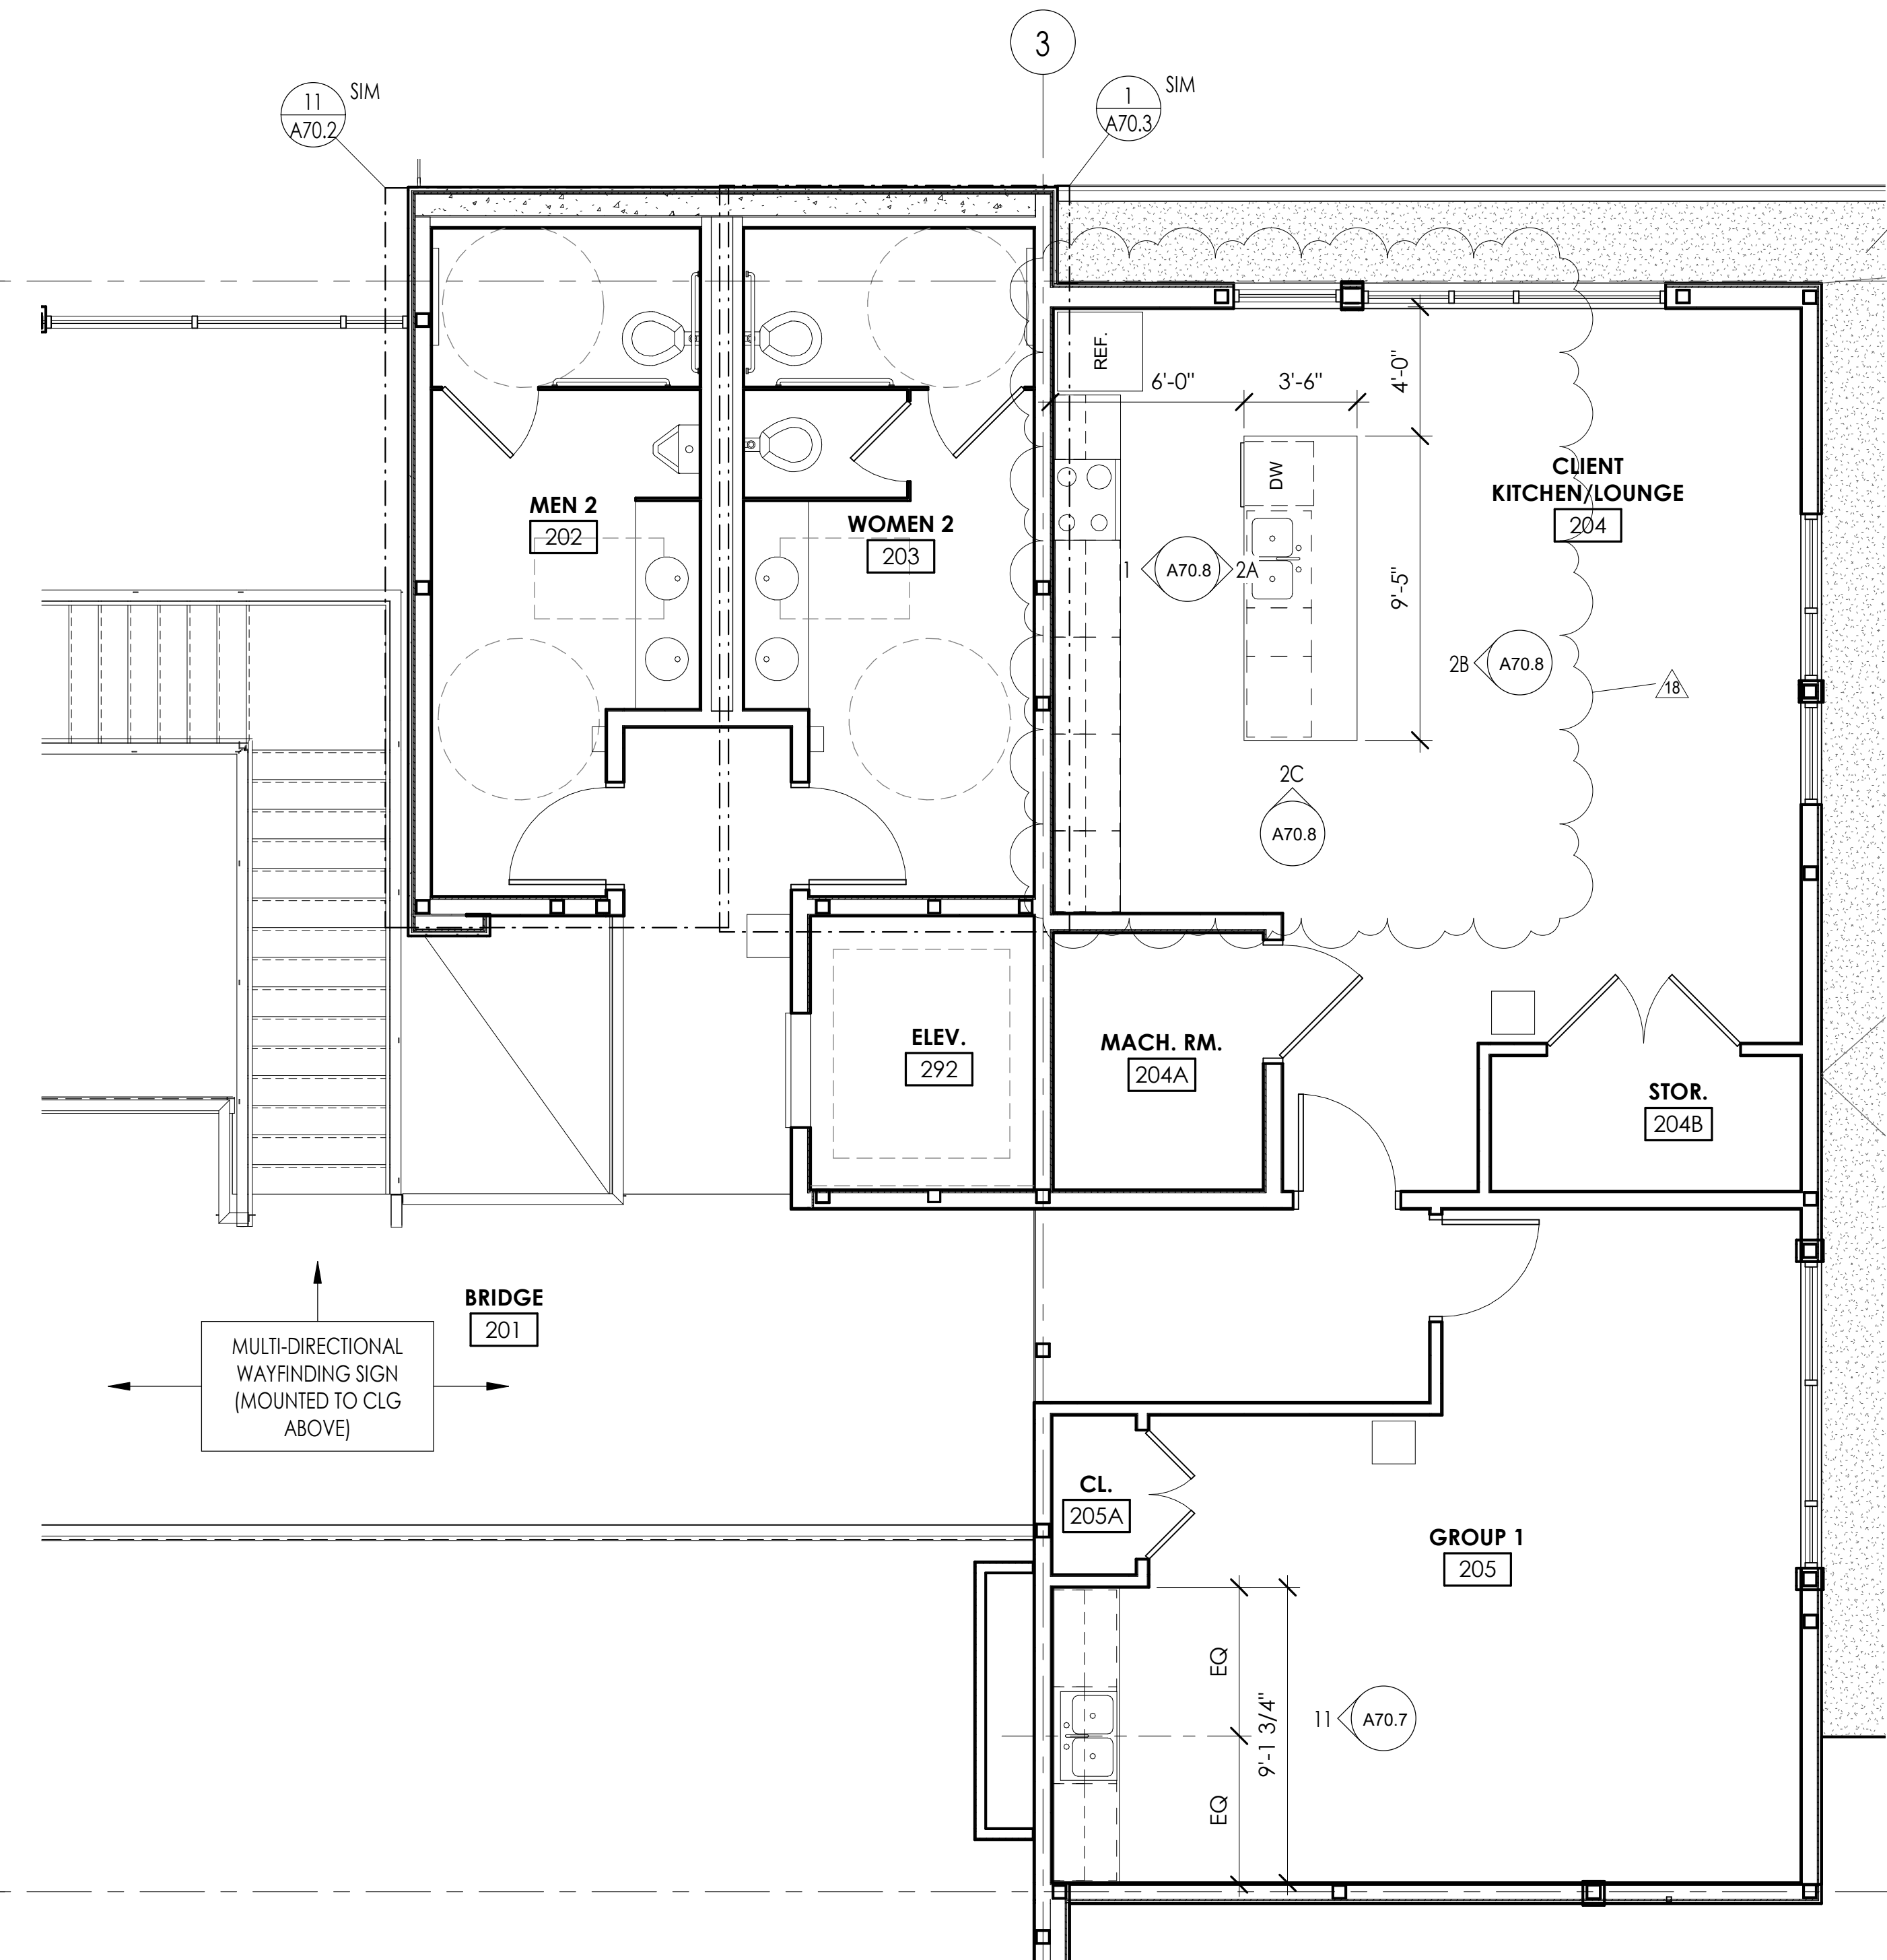 3
11
A70.2
SIM
1
A70.3
SIM
REF.
6'-0"
3'-6"
4'-0"
DW
CLIENT
KITCHEN/LOUNGE
204
MEN 2
202
WOMEN 2
203
1
A70.8
2A
9'-5"
2B
A70.8
18
2C
A70.8
ELEV.
292
MACH. RM.
204A
STOR.
204B
BRIDGE
201
MULTI-DIRECTIONAL
WAYFINDING SIGN
(MOUNTED TO CLG
ABOVE)
CL.
205A
GROUP 1
205
EQ
9'-1 3/4"
EQ
11
A70.7